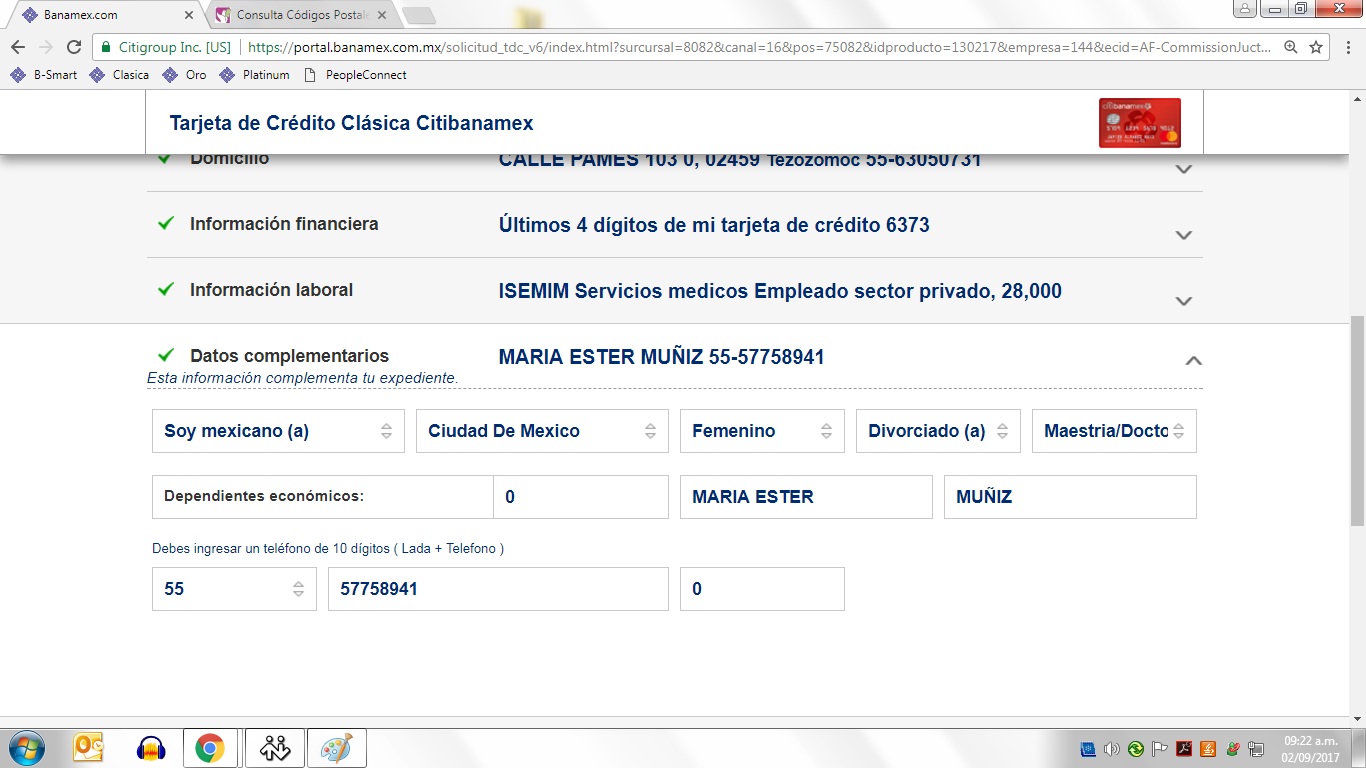 Banamex.com
Consulta Códigos Postale
Citigroup Inc. [US] https://portal.banamex.com.mx/solicitud_tdc_v6/index.html?surcursal=8082&canal=16&pos=75082&idproducto=130217&empresa=144&ecid=AF-CommissionJuct...
B-Smart Clasica Oro Platinum PeopleConnect
Tarjeta de Crédito Clásica Citibanamex
citibanamex
Domicilio CALLE PAMES 103 0, 02459 Tezozomoc 55-63050731
Información financiera Últimos 4 dígitos de mi tarjeta de crédito 6373
Información laboral ISEMIM Servicios medicos Empleado sector privado, 28,000
Datos complementarios MARIA ESTER MUÑIZ 55-57758941
Esta información complementa tu expediente.
Soy mexicano (a) Ciudad De Mexico Femenino Divorciado (a) Maestria/Docto
Dependientes económicos: 0 MARIA ESTER MUÑIZ
Debes ingresar un teléfono de 10 dígitos ( Lada + Telefono )
55 57758941 0
09:22 a.m.
02/09/2017